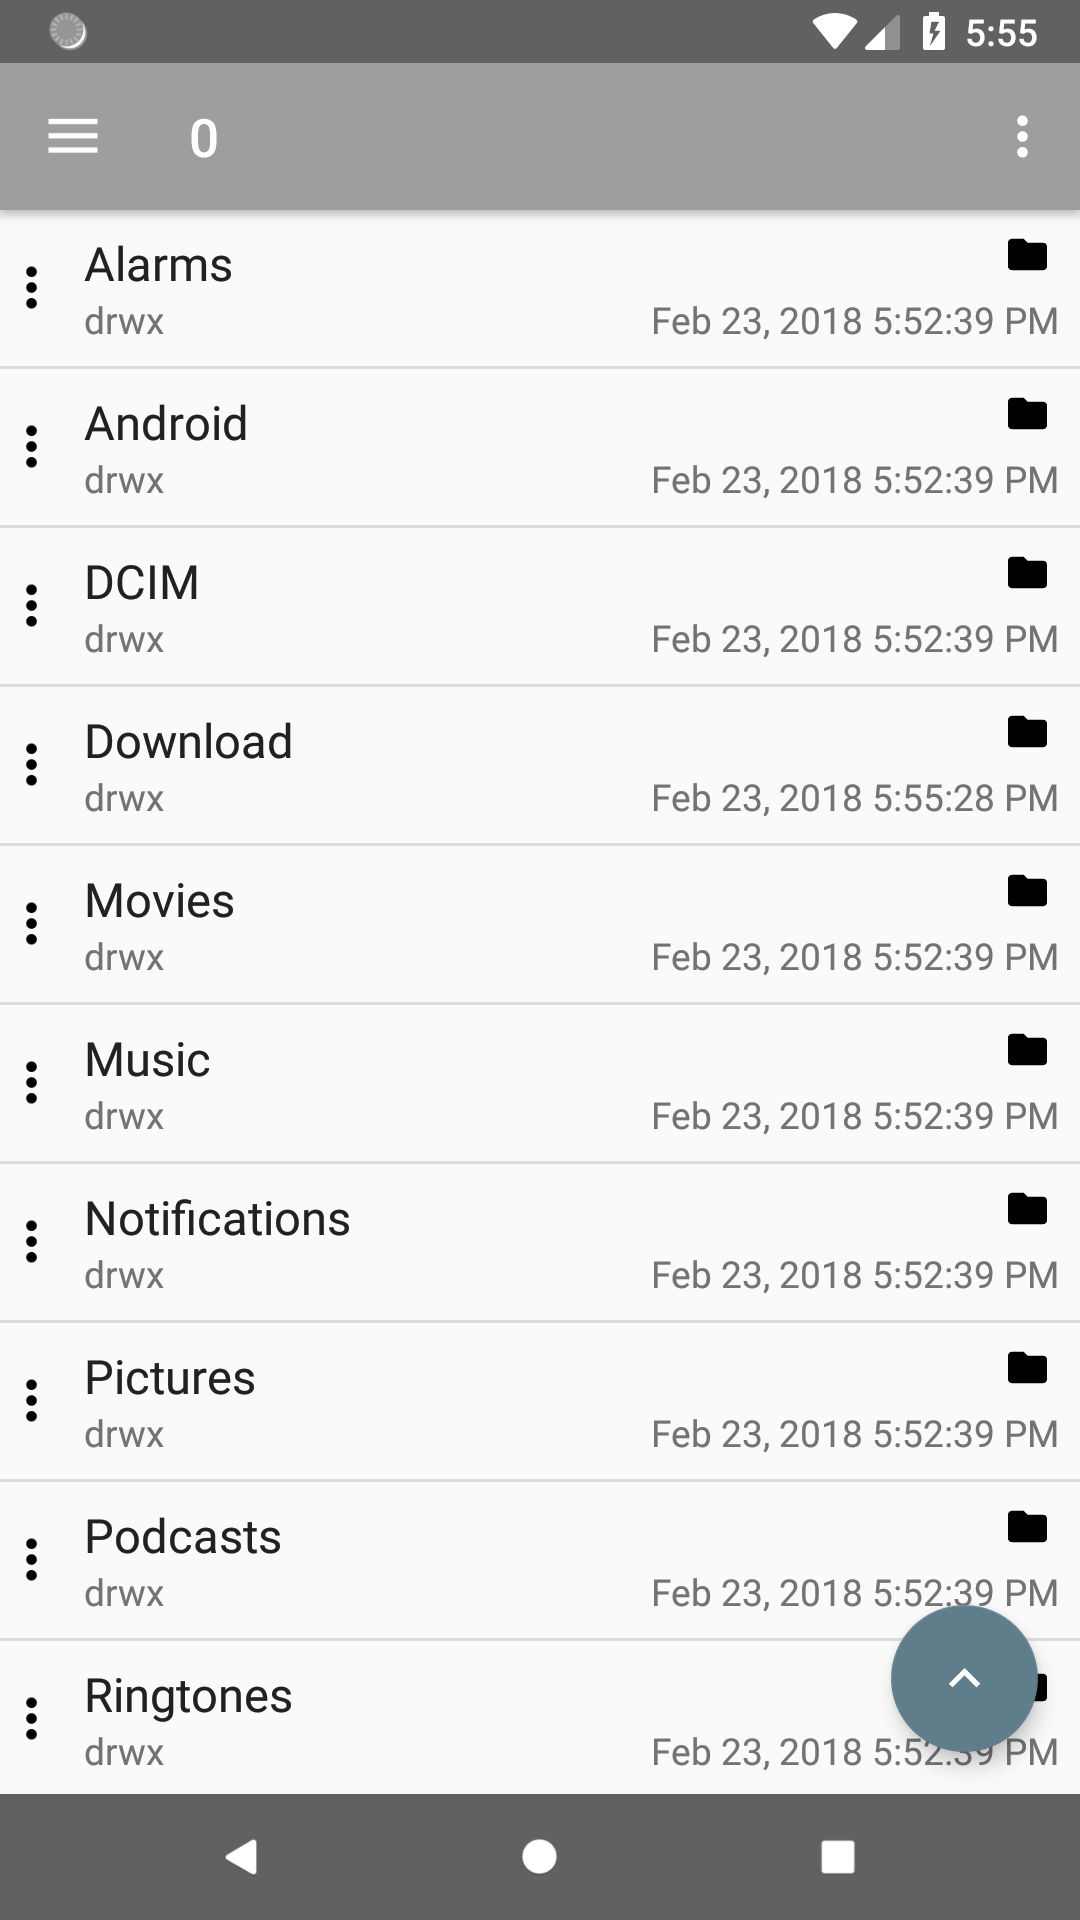 5:55
0
Alarms
drwx Feb 23, 2018 5:52:39 PM
Android
drwx Feb 23, 2018 5:52:39 PM
DCIM
drwx Feb 23, 2018 5:52:39 PM
Download
drwx Feb 23, 2018 5:55:28 PM
Movies
drwx Feb 23, 2018 5:52:39 PM
Music
drwx Feb 23, 2018 5:52:39 PM
Notifications
drwx Feb 23, 2018 5:52:39 PM
Pictures
drwx Feb 23, 2018 5:52:39 PM
Podcasts
drwx Feb 23, 2018 5:52:39 PM
Ringtones
drwx Feb 23, 2018 5:52:39 PM